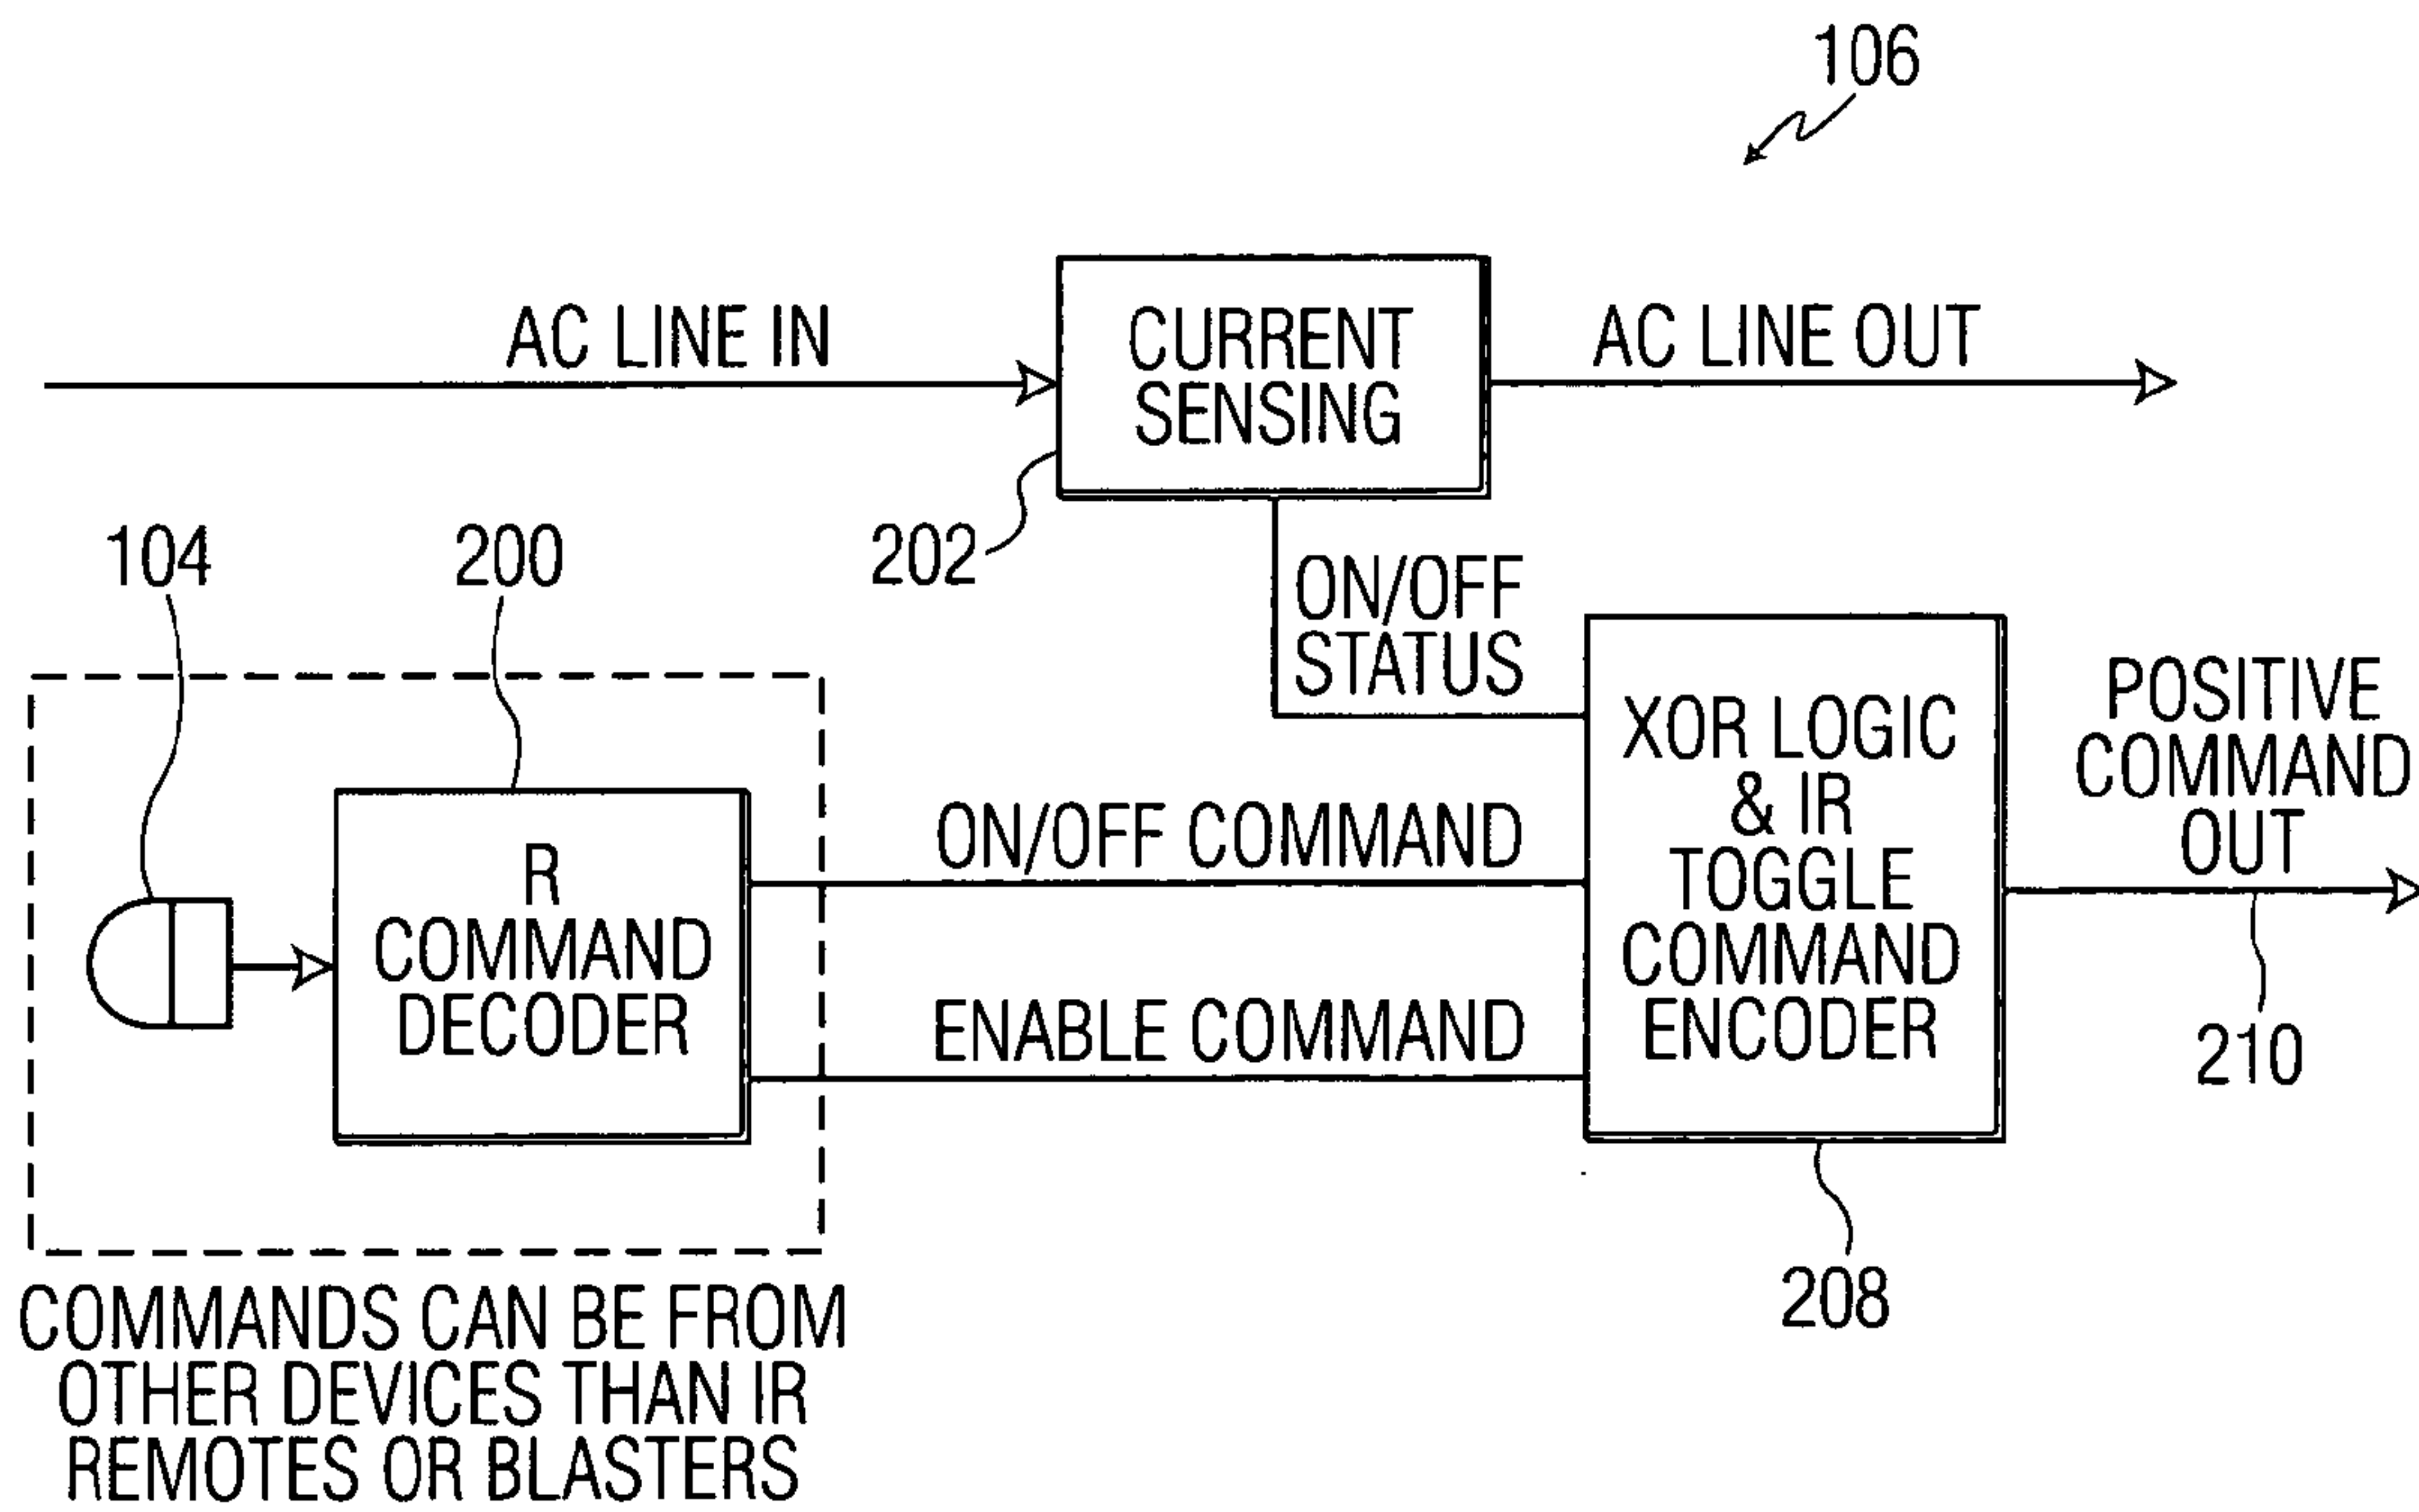 106
AC LINE IN
CURRENT
SENSING
AC LINE OUT
104
200
202
ON/OFF
STATUS
R
COMMAND
DECODER
ON/OFF COMMAND
ENABLE COMMAND
XOR LOGIC
& IR
TOGGLE
COMMAND
ENCODER
POSITIVE
COMMAND
OUT
210
208
COMMANDS CAN BE FROM
OTHER DEVICES THAN IR
REMOTES OR BLASTERS